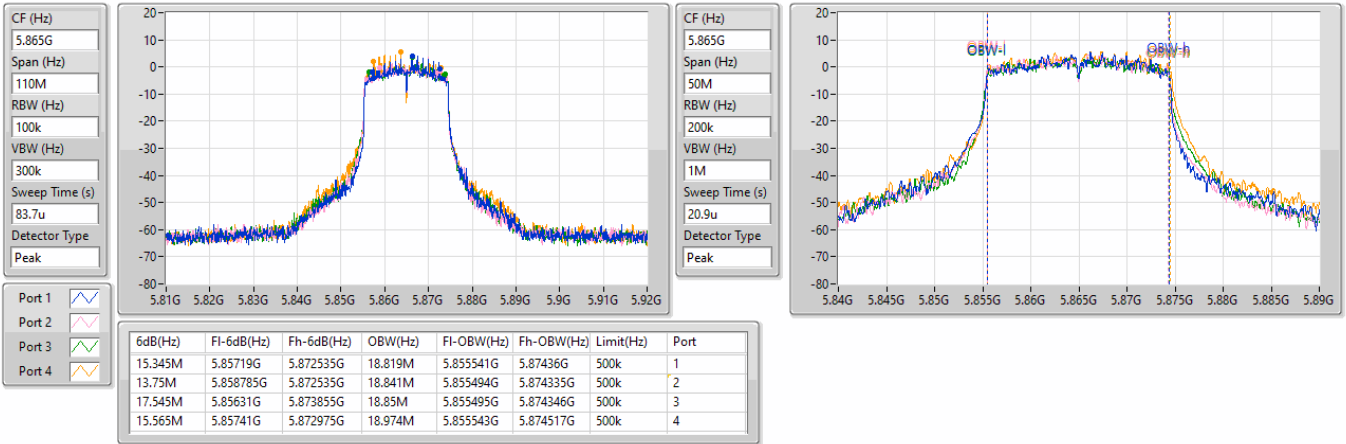 CF (Hz)
5.865G
Span (Hz)
110M
RBW (Hz)
100k
VBW (Hz)
300k
Sweep Time (s)
83.7u
Detector Type
Peak
20
10
0
-10
-20
-30
-40
-50
-60
-70
-80
5.81G 5.82G 5.83G 5.84G 5.85G 5.86G 5.87G 5.88G 5.89G 5.9G 5.91G 5.92G
CF (Hz)
5.865G
Span (Hz)
50M
RBW (Hz)
200k
VBW (Hz)
1M
Sweep Time (s)
20.9u
Detector Type
Peak
20
10
0
-10
-20
-30
-40
-50
-60
-70
-80
OBW-l OBW-h
5.84G 5.845G 5.85G 5.855G 5.86G 5.865G 5.87G 5.875G 5.88G 5.885G 5.89G
Port 1
Port 2
Port 3
Port 4
6dB(Hz) Fl-6dB(Hz) Fh-6dB(Hz) OBW(Hz) Fl-OBW(Hz) Fh-OBW(Hz) Limit(Hz) Port
15.345M 5.85719G 5.872535G 18.819M 5.855541G 5.87436G 500k 1
13.75M 5.858785G 5.872535G 18.841M 5.855494G 5.874335G 500k 2
17.545M 5.85631G 5.873855G 18.85M 5.855495G 5.874346G 500k 3
15.565M 5.85741G 5.872975G 18.974M 5.855543G 5.874517G 500k 4